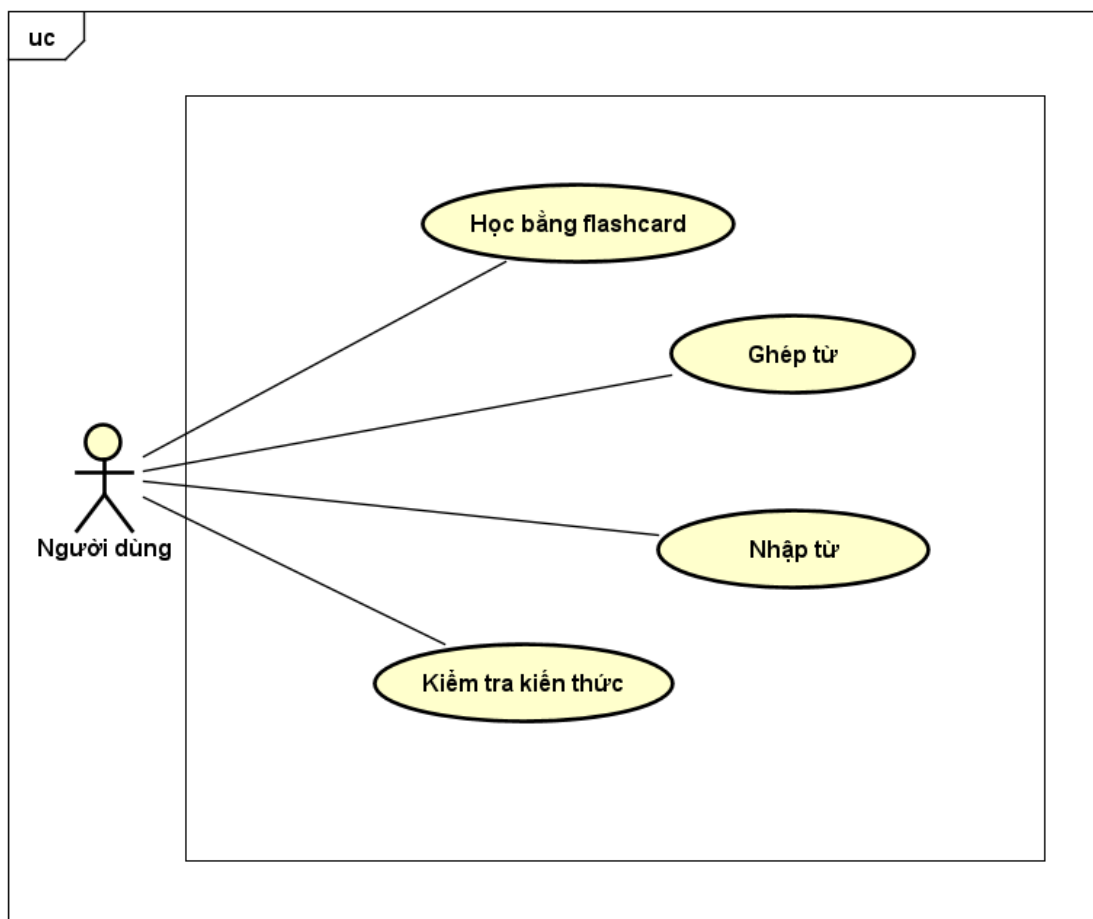 uc
Học bằng flashcard
Ghép từ
Người dùng
Nhập từ
Kiểm tra kiến thức